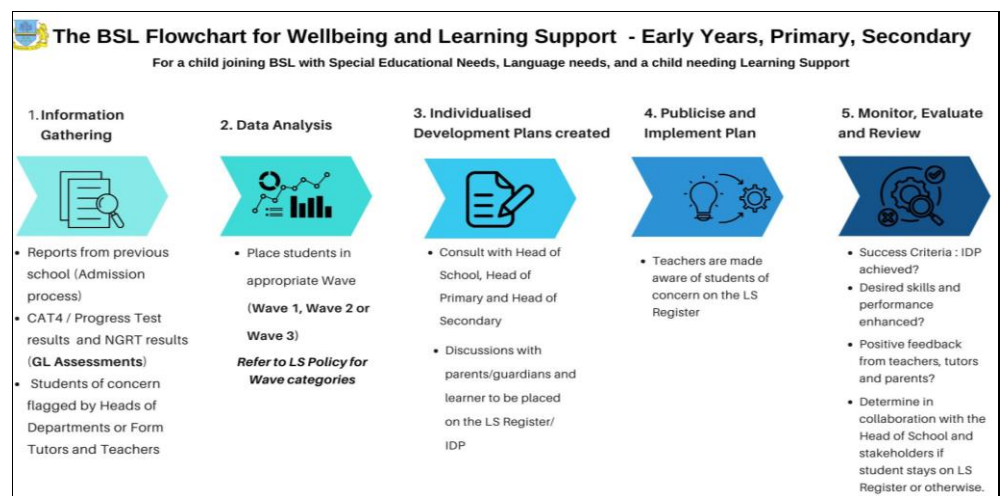 The BSL Flowchart for Wellbeing and Learning Support - Early Years, Primary, Secondary
For a child joining BSL with Special Educational Needs, Language needs, and a child needing Learning Support
1. Information
Gathering
• Reports from previous
school (Admission
process)
• CAT4 / Progress Test
results and NGRT results
(GL Assessments)
• Students of concern
flagged by Heads of
Departments or Form
Tutors and Teachers
2. Data Analysis
• Place students in
appropriate Wave
(Wave 1, Wave 2 or
Wave 3)
Refer to LS Policy for
Wave categories
3. Individualised
Development Plans created
• Consult with Head of
School, Head of
Primary and Head of
Secondary
• Discussions with
parents/guardians and
learner to be placed
on the LS Register/
IDP
4. Publicise and
Implement Plan
• Teachers are made
aware of students of
concern on the LS
Register
5. Monitor, Evaluate
and Review
• Success Criteria : IDP
achieved?
• Desired skills and
performance
enhanced?
• Positive feedback
from teachers, tutors
and parents?
• Determine in
collaboration with the
Head of School and
stakeholders if
student stays on LS
Register or otherwise.